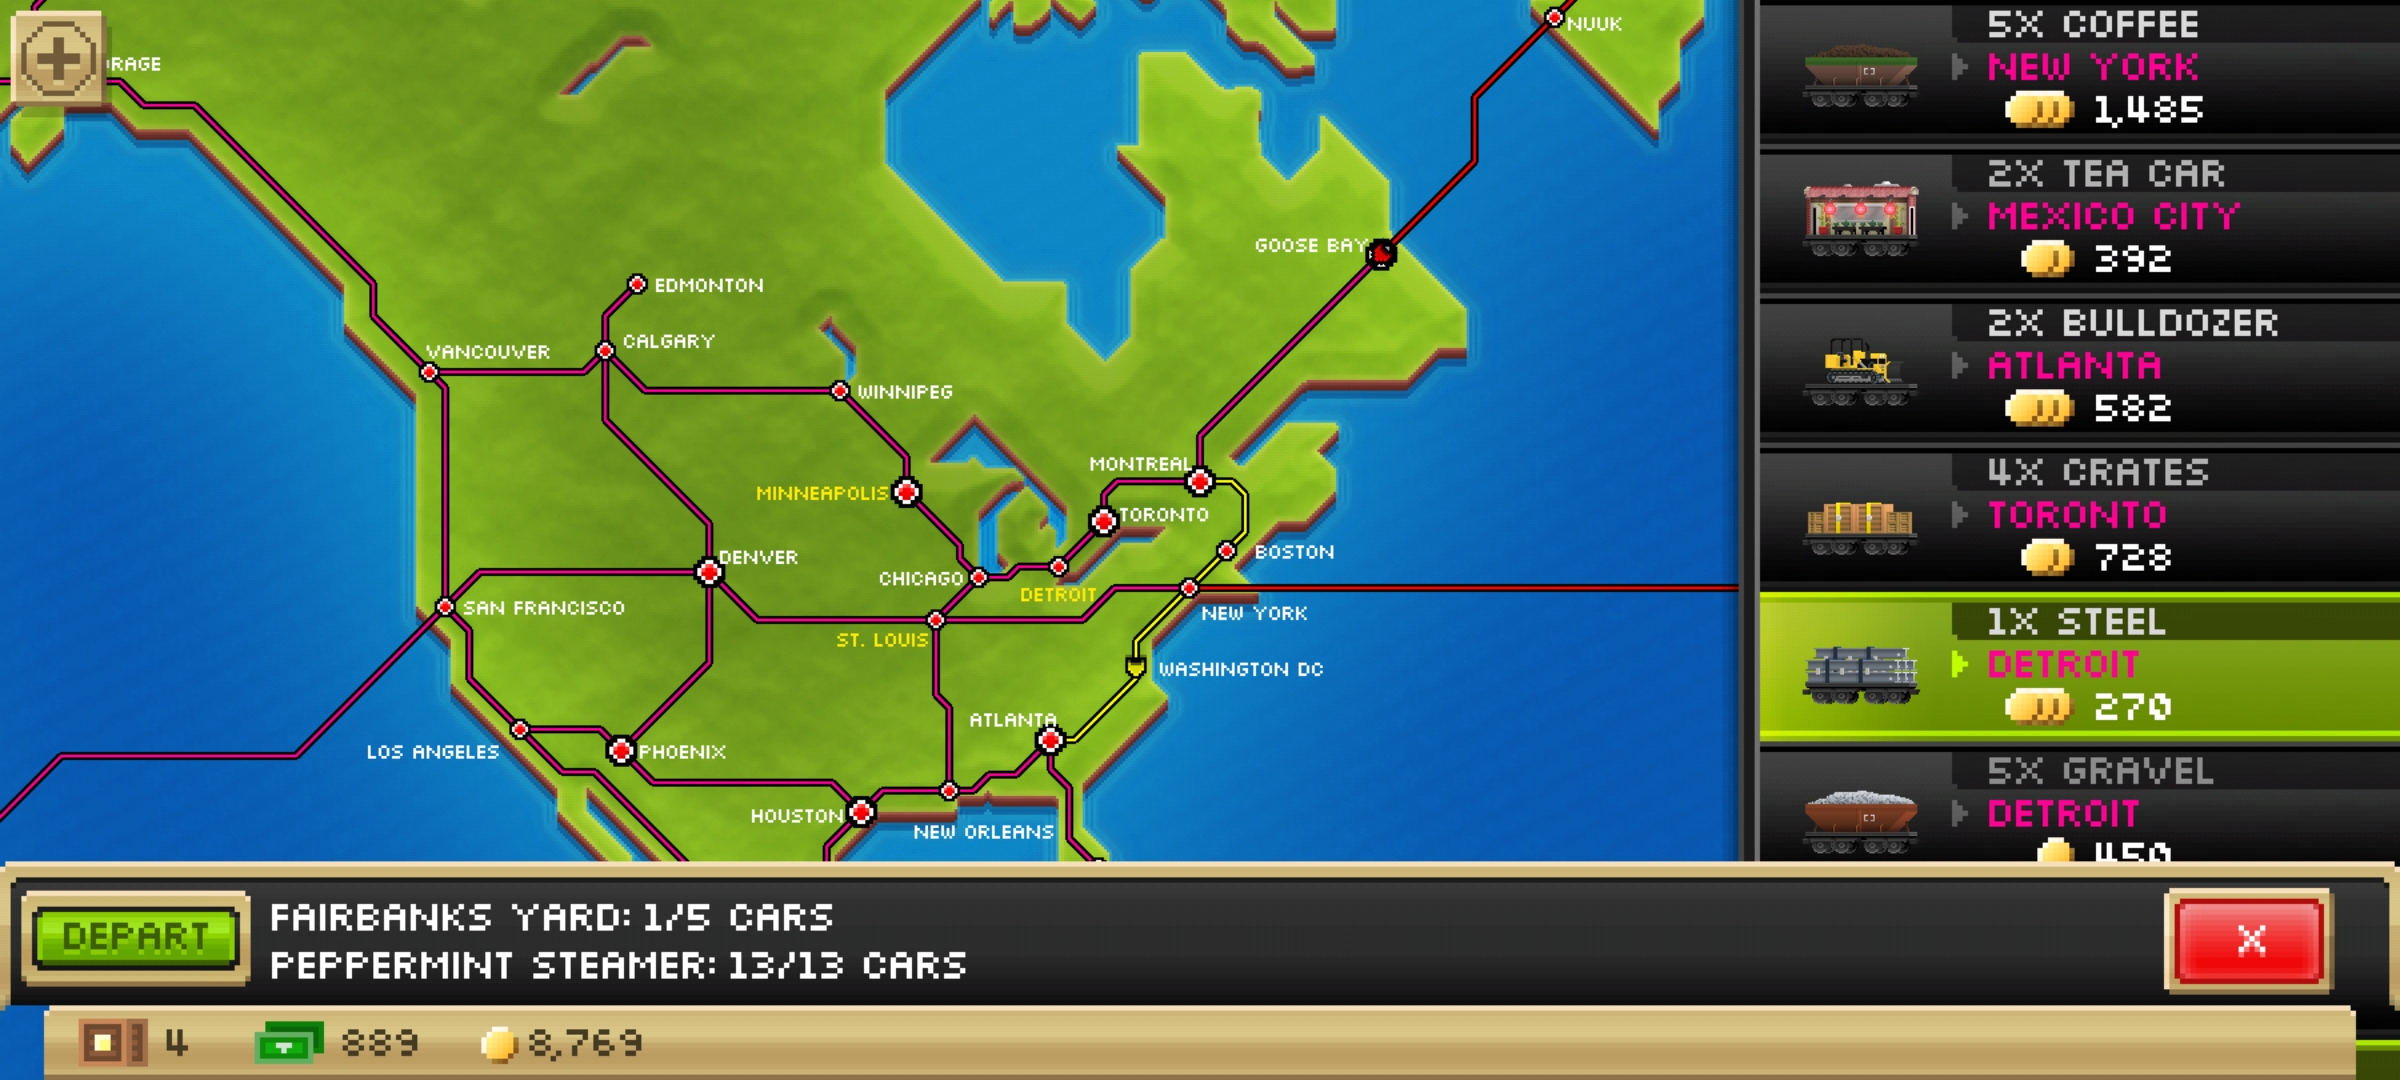 NUUK
RAGE
GOOSE BAY
EDMONTON
CALGARY
VANCOUVER
WINNIPEG
MONTREAL
MINNEAPOLIS
TORONTO
DENVER
BOSTON
CHICAGO
DETROIT
SAN FRANCISCO
NEW YORK
ST. LOUIS
WASHINGTON DC
ATLANTA
LOS ANGELES
PHOENIX
HOUSTON
NEW ORLEANS
5X COFFEE
NEW YORK
1,485
2X TEA CAR
MEXICO CITY
392
2X BULLDOZER
ATLANTA
582
4X CRATES
TORONTO
728
1X STEEL
DETROIT
270
5X GRAVEL
DETROIT
450
DEPART
FAIRBANKS YARD: 1/5 CARS
PEPPERMINT STEAMER: 13/13 CARS
X
4
889
8,769